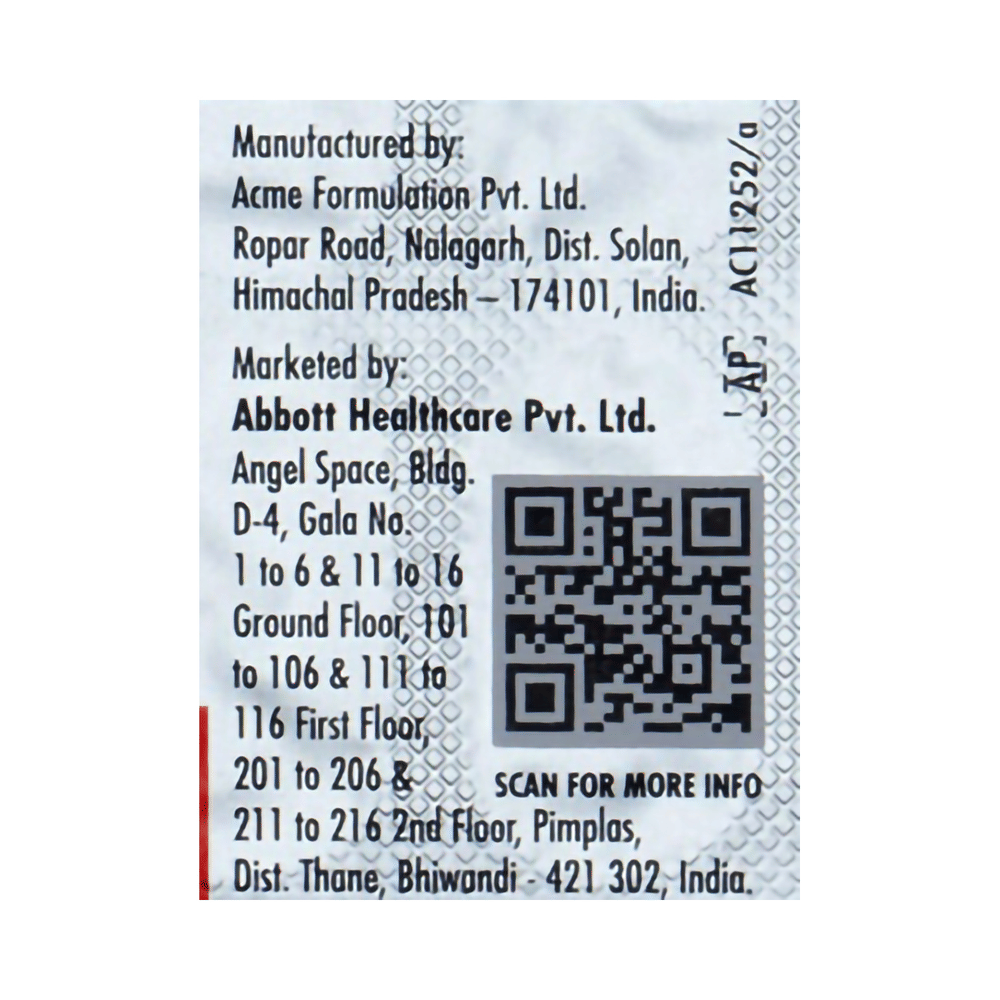 Manufactured by:
Acme Formulation Pvt. Ltd.
Ropar Road, Nalagarh, Dist. Solan,
Himachal Pradesh – 174101, India.
Marketed by:
Abbott Healthcare Pvt. Ltd.
Angel Space, Bldg.
D-4, Gala No.
1 to 6 & 11 to 16
Ground Floor, 101
to 106 & 111 to
116 First Floor,
201 to 206 &
211 to 216 2nd Floor, Pimplas,
Dist. Thane, Bhiwandi - 421 302, India.
SCAN FOR MORE INFO
AC11252/a
AP